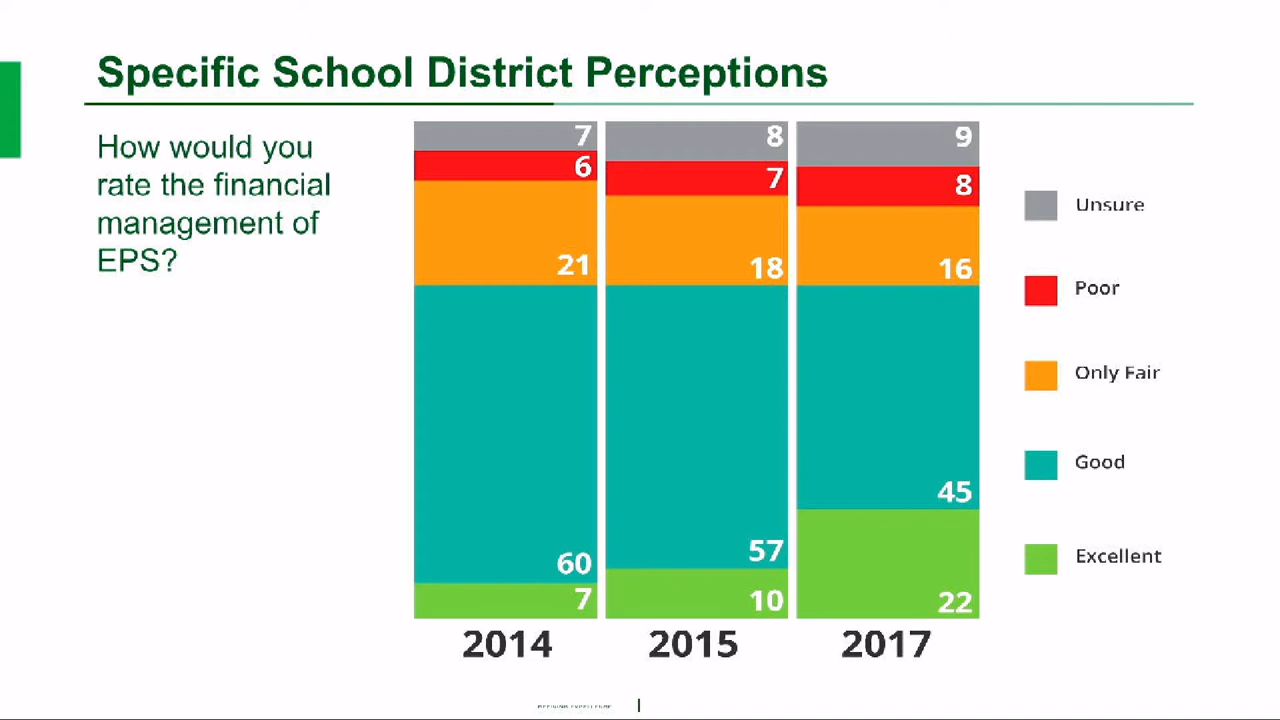 Specific School District Perceptions
How would you
rate the financial
management of
EPS?
7
8
9
6
7
8
21
18
16
60
57
45
7
10
22
2014 2015 2017
Unsure
Poor
Only Fair
Good
Excellent